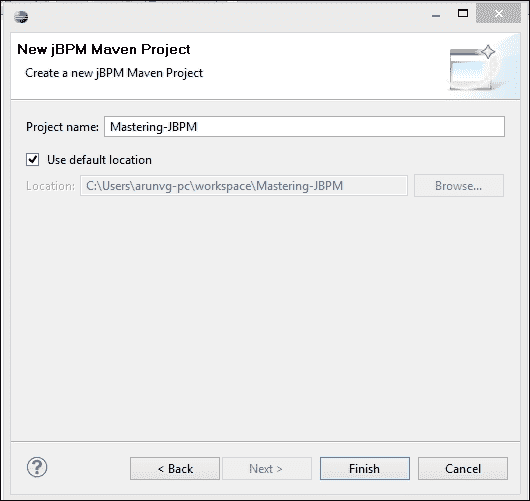 New jBPM Maven Project
Create a new jBPM Maven Project
Project name: Mastering-JBPM
Use default location
Location: C:\Users\arunvg-pc\workspace\Mastering-JBPM Browse...
? < Back Next > Finish Cancel